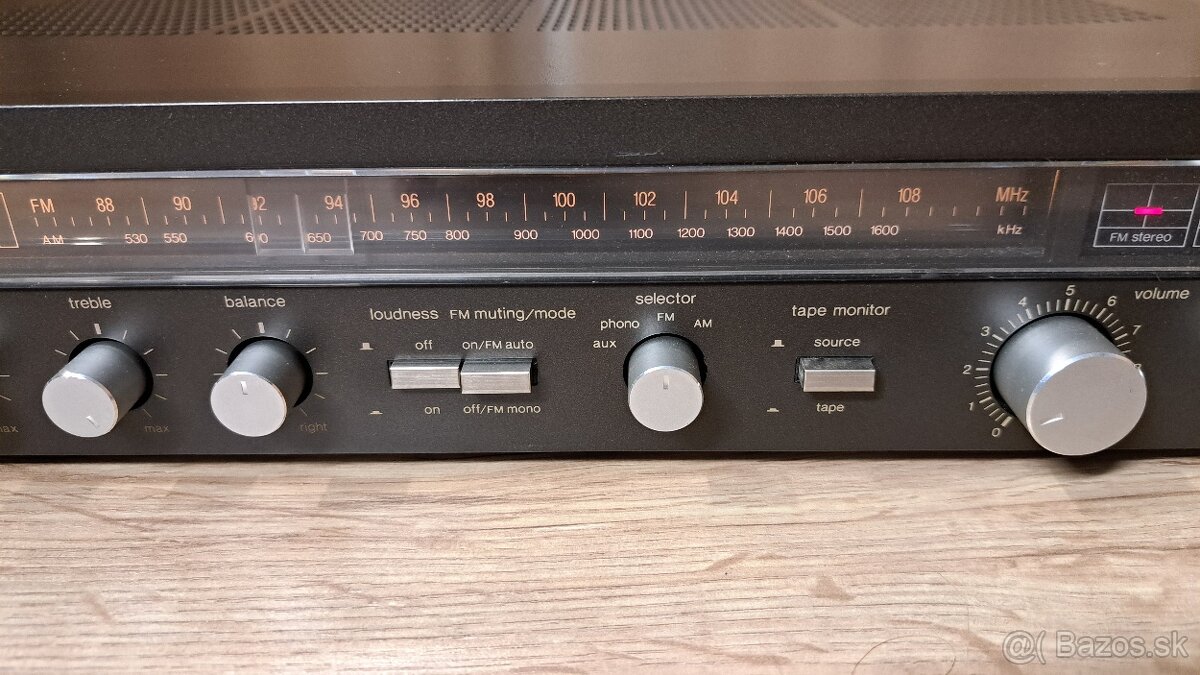 FM 88 90 92 94 96 98 100 102 104 106 108 MHz
AM 530 550 600 650 700 750 800 900 1000 1100 1200 1300 1400 1500 1600 kHz
FM stereo
treble
max
max
balance
right
loudness
off
on
FM muting/mode
on/FM auto
off/FM mono
selector
aux phono FM AM
tape monitor
source
tape
volume
0 1 2 3 4 5 6 7
@( Bazos.sk